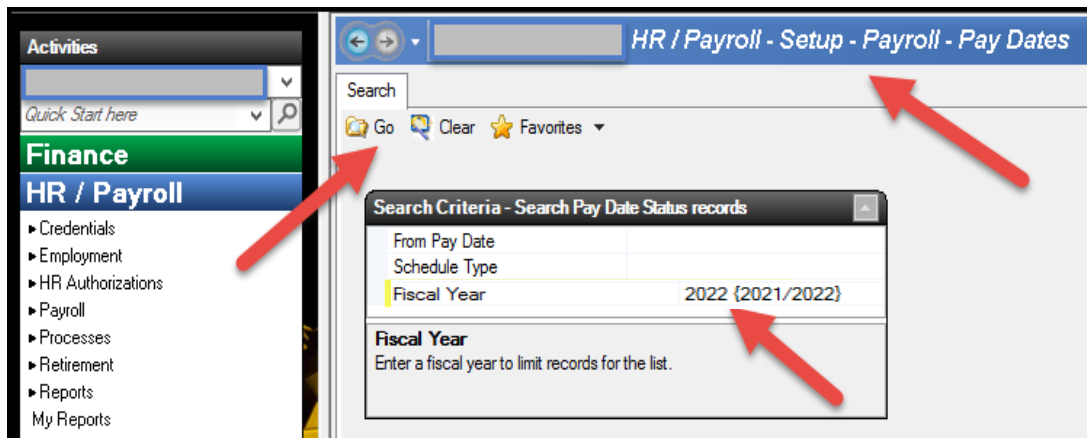 Activities
Quick Start here
Finance
HR / Payroll
Credentials
Employment
HR Authorizations
Payroll
Processes
Retirement
Reports
My Reports
HR / Payroll - Setup - Payroll - Pay Dates
Search
Go Clear Favorites
Search Criteria - Search Pay Date Status records
From Pay Date
Schedule Type
Fiscal Year 2022 {2021/2022}
Fiscal Year
Enter a fiscal year to limit records for the list.